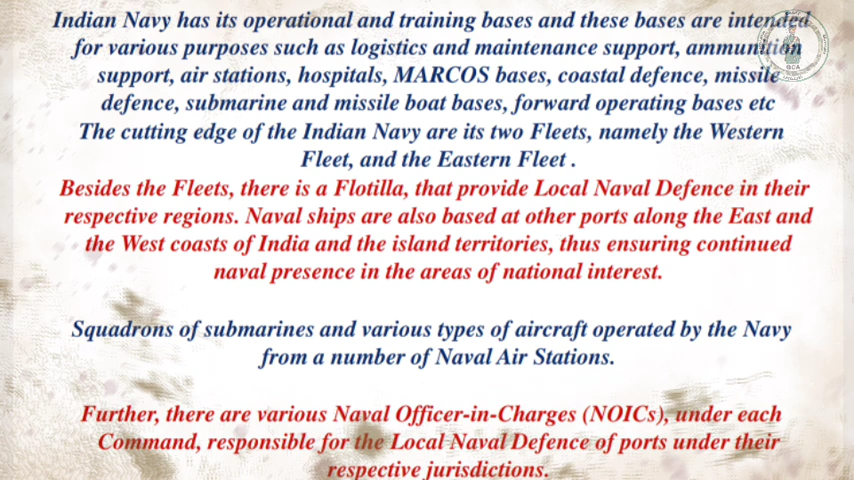 Indian Navy has its operational and training bases and these bases are intended
for various purposes such as logistics and maintenance support, ammunition
support, air stations, hospitals, MARCOS bases, coastal defence, missile
defence, submarine and missile boat bases, forward operating bases etc
The cutting edge of the Indian Navy are its two Fleets, namely the Western
Fleet, and the Eastern Fleet .
Besides the Fleets, there is a Flotilla, that provide Local Naval Defence in their
respective regions. Naval ships are also based at other ports along the East and
the West coasts of India and the island territories, thus ensuring continued
naval presence in the areas of national interest.
Squadrons of submarines and various types of aircraft operated by the Navy
from a number of Naval Air Stations.
Further, there are various Naval Officer-in-Charges (NOICs), under each
Command, responsible for the Local Naval Defence of ports under their
respective jurisdictions.
GCA